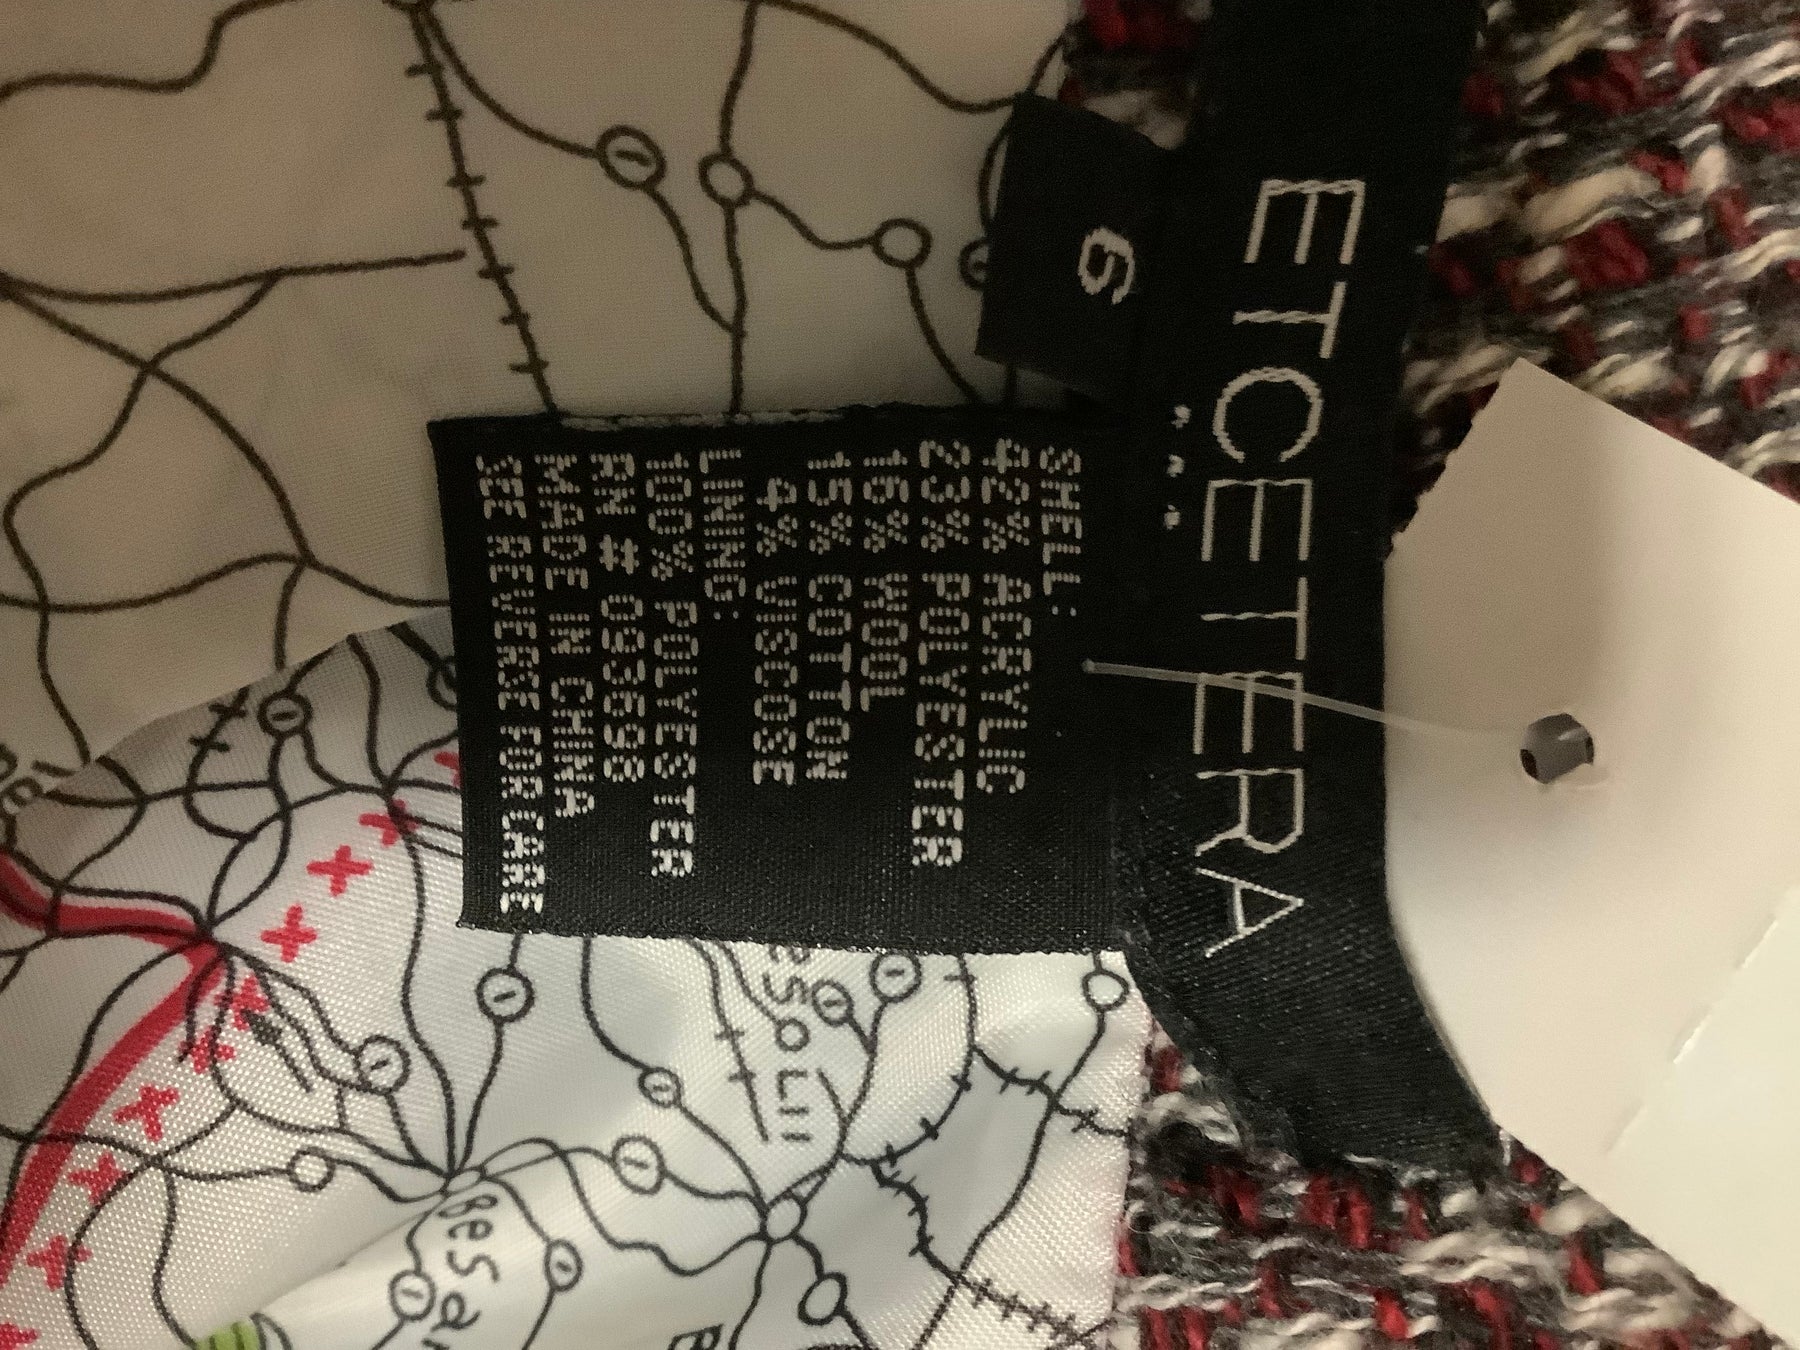 ETCETERA
...
6
SHELL:
42% ACRYLIC
23% POLYESTER
16% WOOL
15% COTTON
4% VISCOSE
LINING:
100% POLYESTER
RN # 093698
MADE IN CHINA
SEE REVERSE FOR CARE